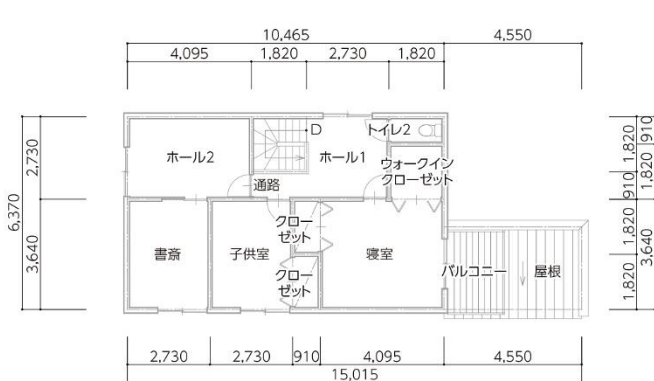 10,465
4,550
4,095
1,820
2,730
1,820
6,370
2,730
3,640
ホール2
D
ホール1
トイレ2
ウォークイン
クローゼット
通路
書斎
子供室
クロー
ゼット
クロー
ゼット
寝室
バルコニー
屋根
910
1,820
1,820
910
1,820
1,820
3,640
2,730
2,730
910
4,095
4,550
15,015